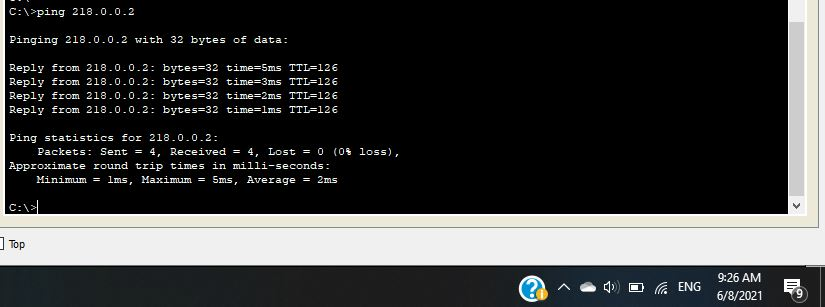 C:\>ping 218.0.0.2
Pinging 218.0.0.2 with 32 bytes of data:
Reply from 218.0.0.2: bytes=32 time=5ms TTL=126
Reply from 218.0.0.2: bytes=32 time=3ms TTL=126
Reply from 218.0.0.2: bytes=32 time=2ms TTL=126
Reply from 218.0.0.2: bytes=32 time=1ms TTL=126
Ping statistics for 218.0.0.2:
Packets: Sent = 4, Received = 4, Lost = 0 (0% loss),
Approximate round trip times in milli-seconds:
Minimum = 1ms, Maximum = 5ms, Average = 2ms
C:\>
Top
ENG
9:26 AM
6/8/2021
9